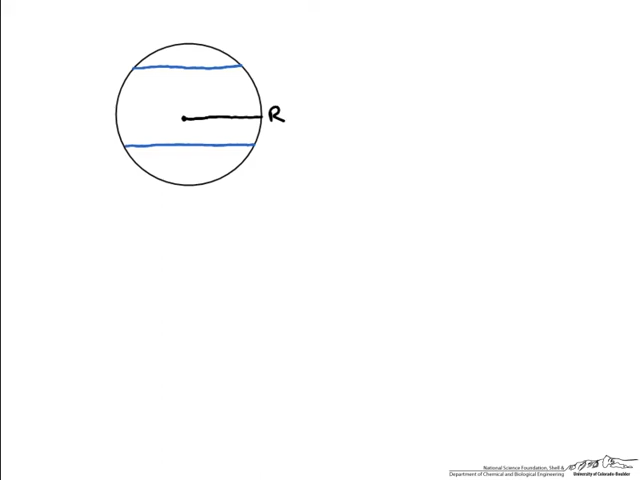 R
National Science Foundation, Shell &
Department of Chemical and Biological Engineering
University of Colorado-Boulder